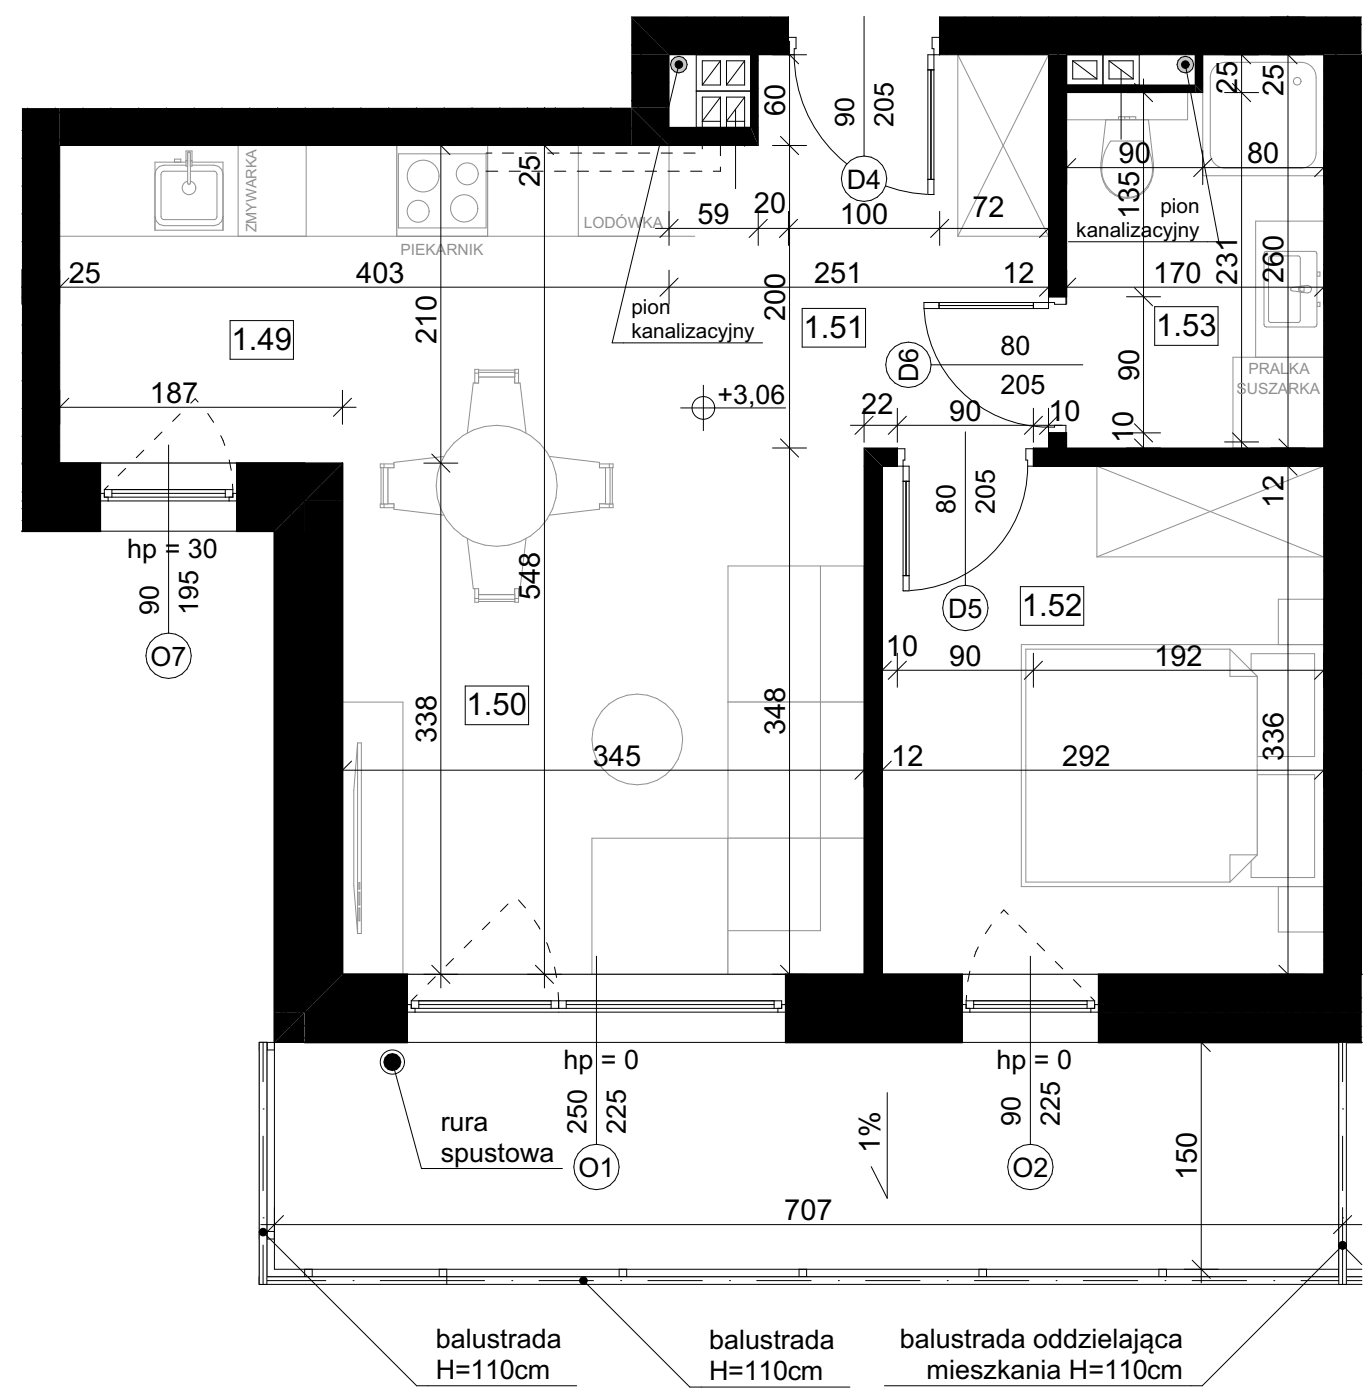 60
90
205
25
25
ZMYWARKA
25
D4
90
80
135
59
20
100
72
LODÓWKA
PIEKARNIK
pion
kanalizacyjny
231
260
25
403
251
12
170
210
200
pion
kanalizacyjny
1.49
1.51
1.53
D6
80
205
90
PRALKA
SUSZARKA
187
+3,06
22
90
10
10
80
205
12
hp = 30
90
195
548
D5
1.52
O7
10
90
192
338
1.50
348
336
345
12
292
hp = 0
250
225
O1
hp = 0
90
225
O2
rura
spustowa
1%
150
707
balustrada
H=110cm
balustrada
H=110cm
balustrada oddzielająca
mieszkania H=110cm